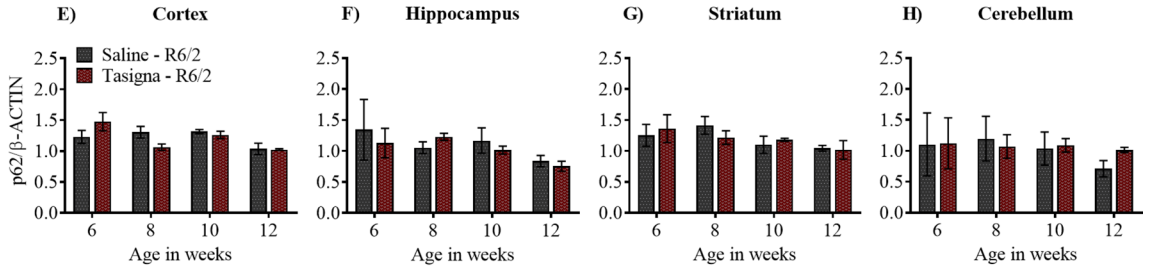 E) Cortex F) Hippocampus G) Striatum H) Cerebellum
p62/β-ACTIN
Saline - R6/2
Tasigna - R6/2
2.5 2.5 2.5 2.5
2.0 2.0 2.0 2.0
1.5 1.5 1.5 1.5
1.0 1.0 1.0 1.0
0.5 0.5 0.5 0.5
0.0 0.0 0.0 0.0
6 8 10 12 6 8 10 12 6 8 10 12 6 8 10 12
Age in weeks Age in weeks Age in weeks Age in weeks